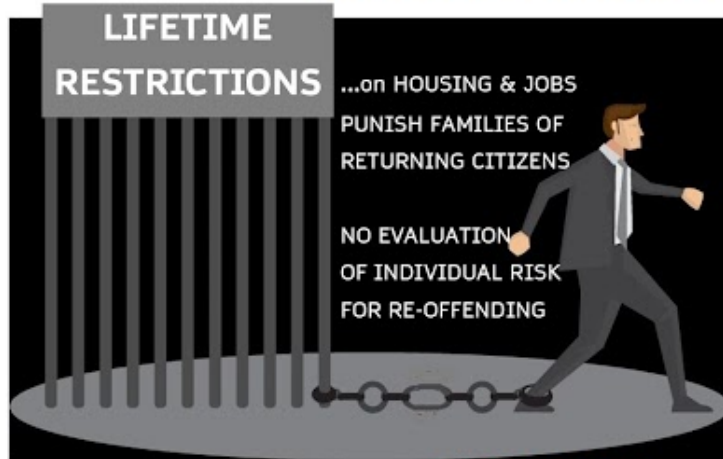 LIFETIME
RESTRICTIONS
...on HOUSING & JOBS
PUNISH FAMILIES OF
RETURNING CITIZENS
NO EVALUATION
OF INDIVIDUAL RISK
FOR RE-OFFENDING